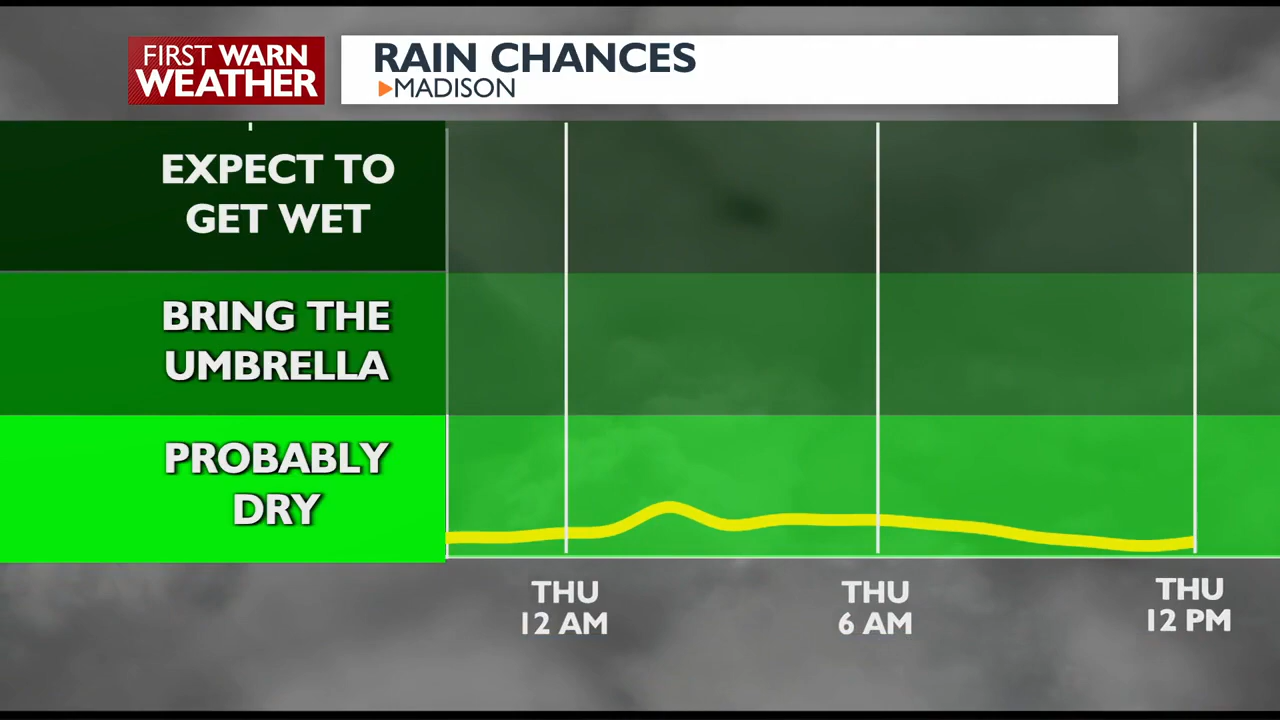 FIRST WARN
WEATHER
RAIN CHANCES
MADISON
EXPECT TO
GET WET
BRING THE
UMBRELLA
PROBABLY
DRY
THU
12 AM
THU
6 AM
THU
12 PM